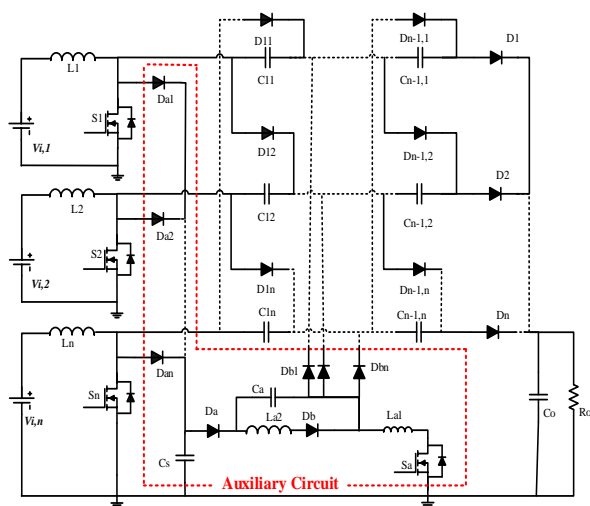 D11
Dn-1,1
D1
L1
C11
Cn-1,1
Da1
S1
Vi,1
D12
Dn-1,2
D2
L2
C12
Cn-1,2
Da2
S2
Vi,2
D1n
Dn-1,n
Ln
C1n
Cn-1,n
Dn
Dan
Db1
Dbn
Sn
Ca
Vi,n
Da
La2
Db
La1
Co
Ro
Cs
Sa
Auxiliary Circuit